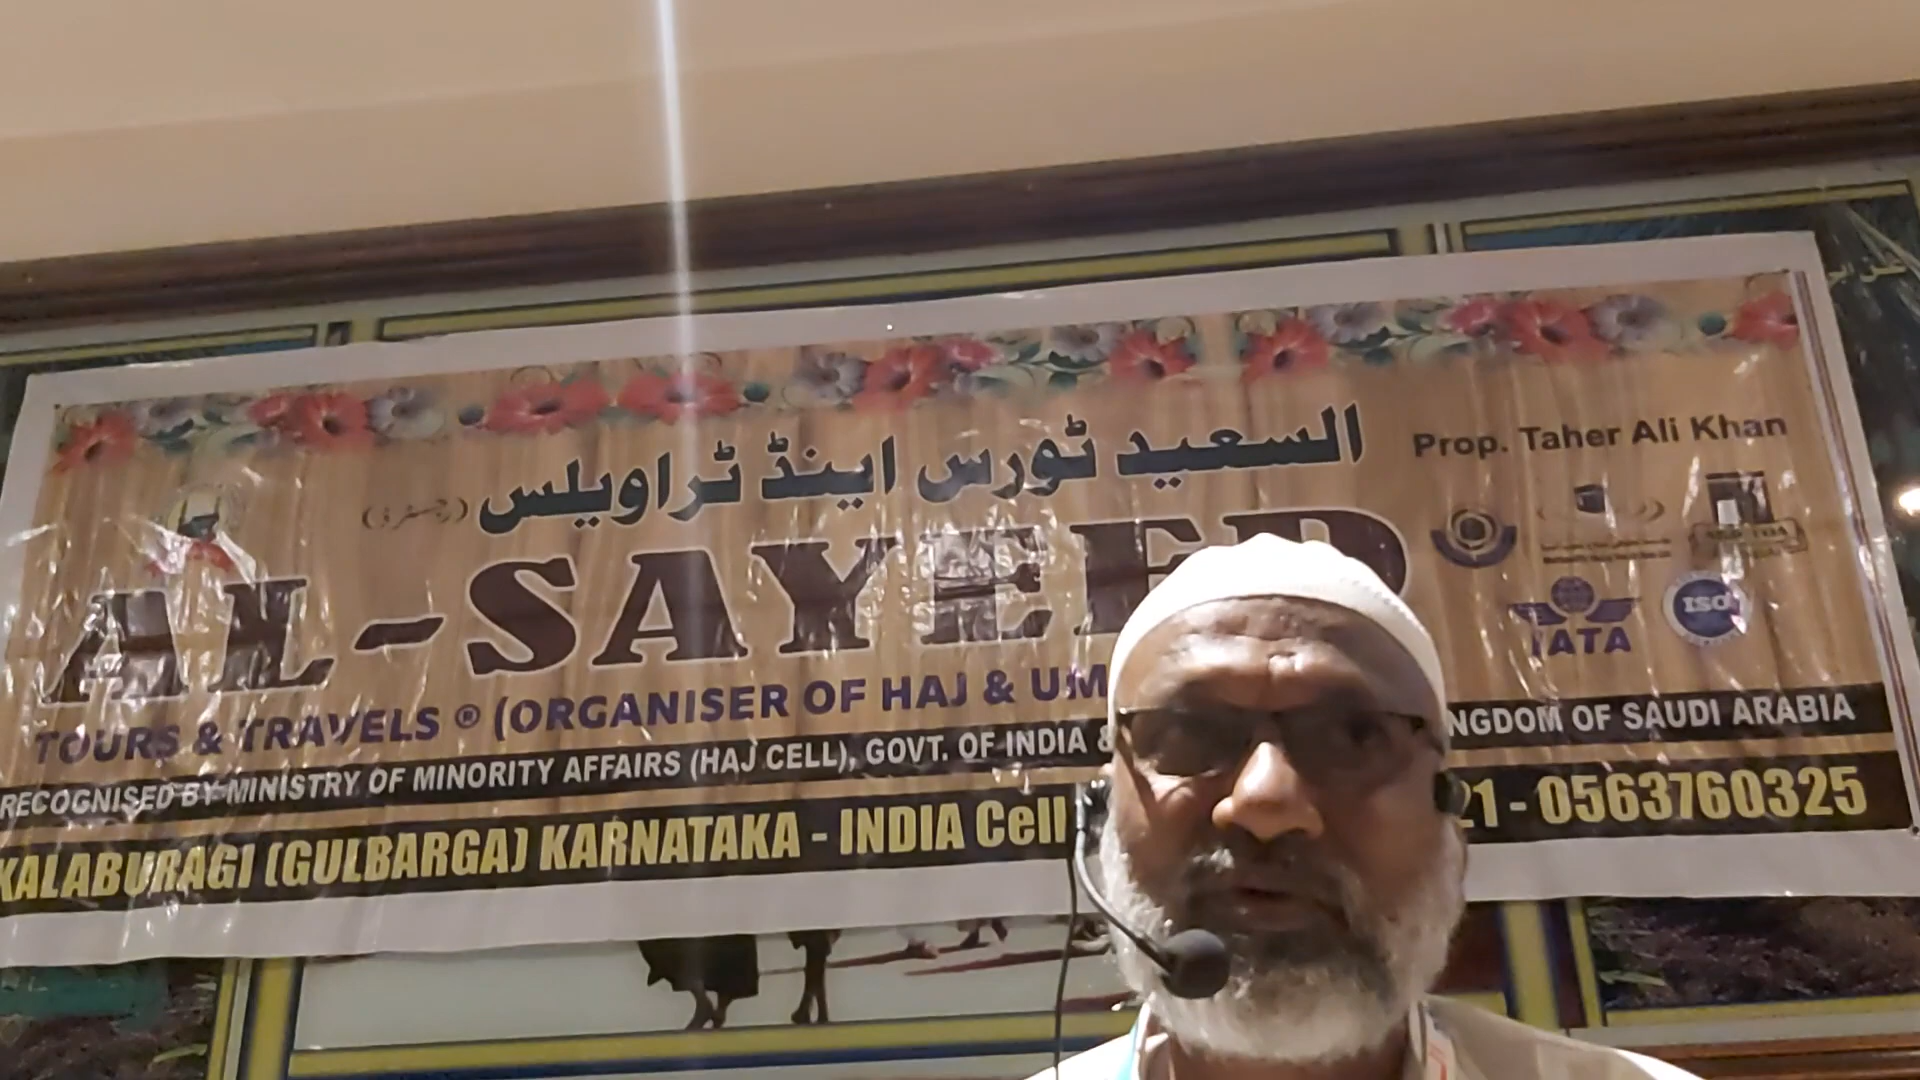 السعید ٹورس اینڈ ٹراویلس (رجسٹرڈ)
Prop. Taher Ali Khan
AL-SAYEED
IATA
ISO
TOURS & TRAVELS ® (ORGANISER OF HAJ & UM
RECOGNISED BY MINISTRY OF MINORITY AFFAIRS (HAJ CELL), GOVT. OF INDIA & NGDOM OF SAUDI ARABIA
KALABURAGI (GULBARGA) KARNATAKA - INDIA Cell 21 - 0563760325